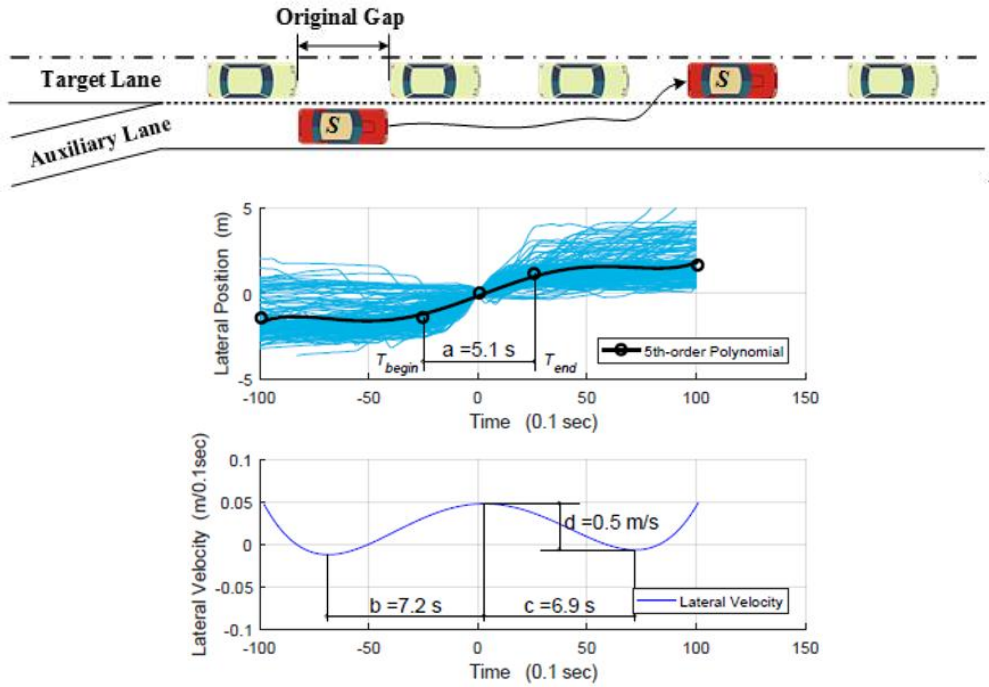 Original Gap
Target Lane
S
S
Auxiliary Lane
Lateral Position (m)
5
0
-5
a =5.1 s
T_begin
T_end
5th-order Polynomial
-100
-50
0
50
100
150
Time (0.1 sec)
Lateral Velocity (m/0.1sec)
0.1
0.05
0
-0.05
-0.1
d =0.5 m/s
b =7.2 s
c =6.9 s
Lateral Velocity
-100
-50
0
50
100
150
Time (0.1 sec)